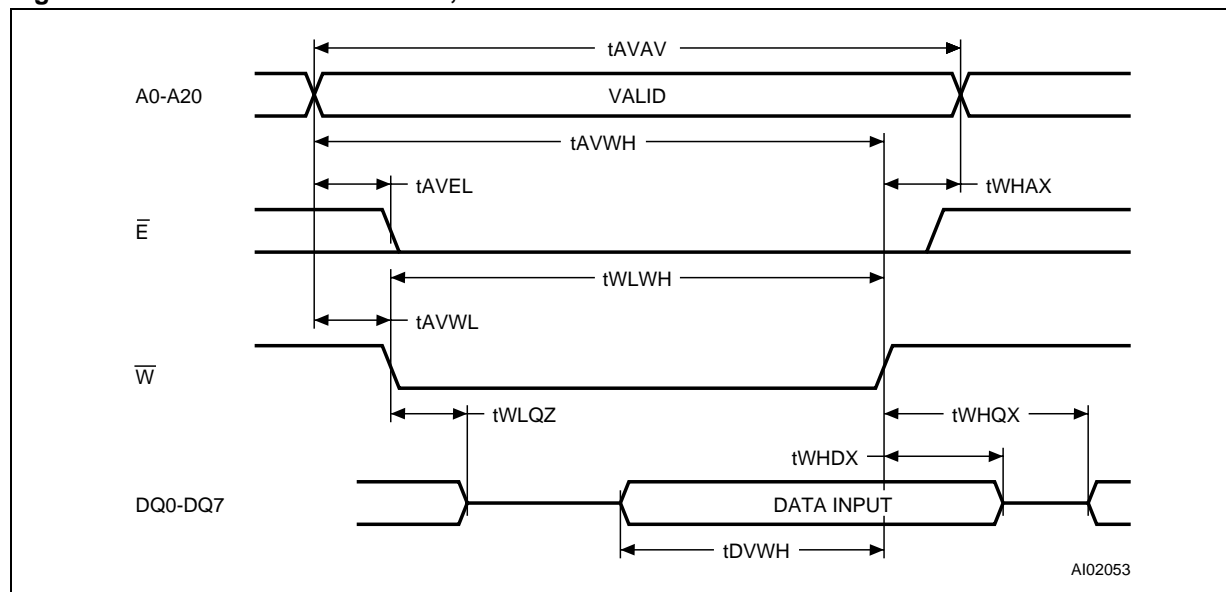 tAVAV
A0-A20
VALID
tAVWH
tAVEL
tWHAX
E̅
tWLWH
tAVWL
W̅
tWLQZ
tWHQX
tWHDX
DQ0-DQ7
DATA INPUT
tDVWH
AI02053